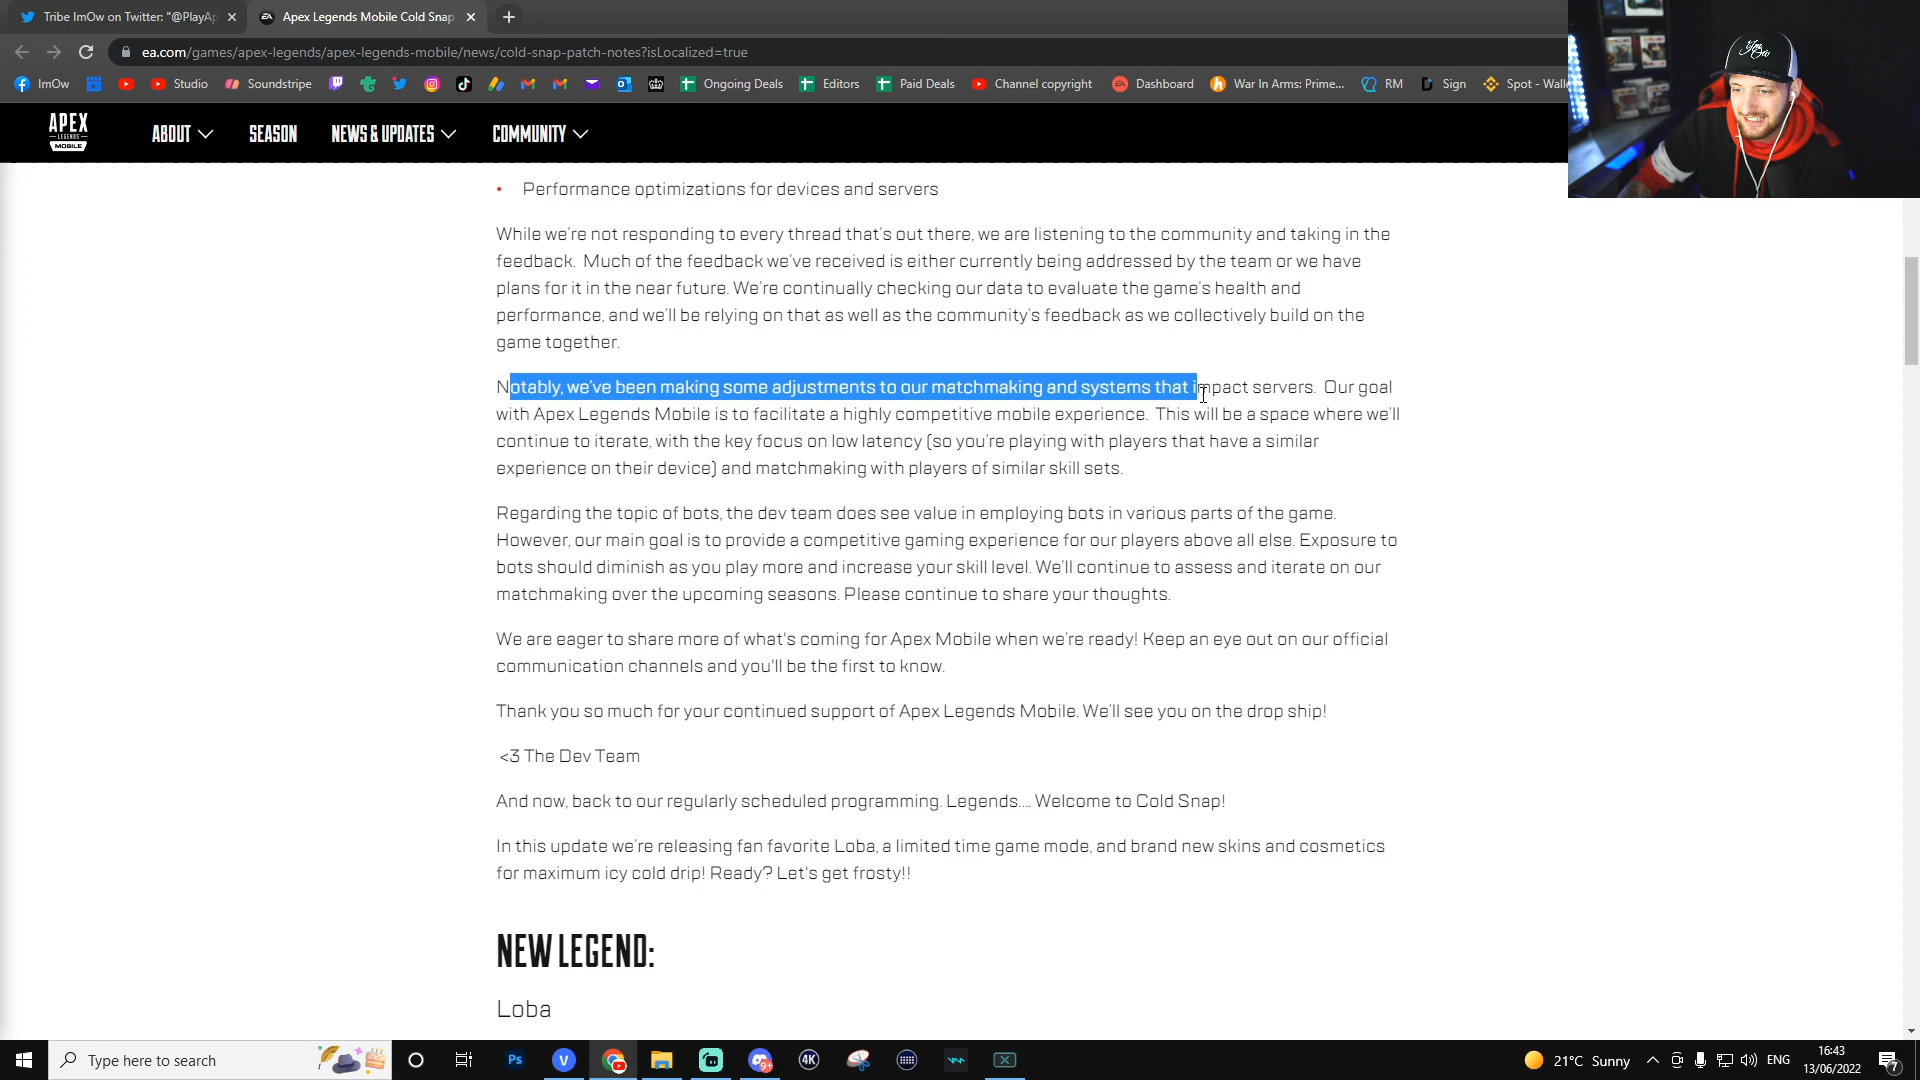 Tribe ImOw on Twitter: "@PlayAp
Apex Legends Mobile Cold Snap
ea.com/games/apex-legends/apex-legends-mobile/news/cold-snap-patch-notes?isLocalized=true
ImOw Studio Soundstripe Ongoing Deals Editors Paid Deals Channel copyright Dashboard War In Arms: Prime... RM Sign Spot - Walle
APEX
LEGENDS
MOBILE
ABOUT SEASON NEWS & UPDATES COMMUNITY
• Performance optimizations for devices and servers
While we're not responding to every thread that's out there, we are listening to the community and taking in the
feedback. Much of the feedback we've received is either currently being addressed by the team or we have
plans for it in the near future. We're continually checking our data to evaluate the game's health and
performance, and we'll be relying on that as well as the community's feedback as we collectively build on the
game together.
Notably, we've been making some adjustments to our matchmaking and systems that impact servers. Our goal
with Apex Legends Mobile is to facilitate a highly competitive mobile experience. This will be a space where we'll
continue to iterate, with the key focus on low latency (so you're playing with players that have a similar
experience on their device) and matchmaking with players of similar skill sets.
Regarding the topic of bots, the dev team does see value in employing bots in various parts of the game.
However, our main goal is to provide a competitive gaming experience for our players above all else. Exposure to
bots should diminish as you play more and increase your skill level. We'll continue to assess and iterate on our
matchmaking over the upcoming seasons. Please continue to share your thoughts.
We are eager to share more of what's coming for Apex Mobile when we're ready! Keep an eye out on our official
communication channels and you'll be the first to know.
Thank you so much for your continued support of Apex Legends Mobile. We'll see you on the drop ship!
<3 The Dev Team
And now, back to our regularly scheduled programming. Legends.... Welcome to Cold Snap!
In this update we're releasing fan favorite Loba, a limited time game mode, and brand new skins and cosmetics
for maximum icy cold drip! Ready? Let's get frosty!!
NEW LEGEND:
Loba
Type here to search
Ps
V
9+
4K
21°C Sunny
ENG
16:43
13/06/2022
7